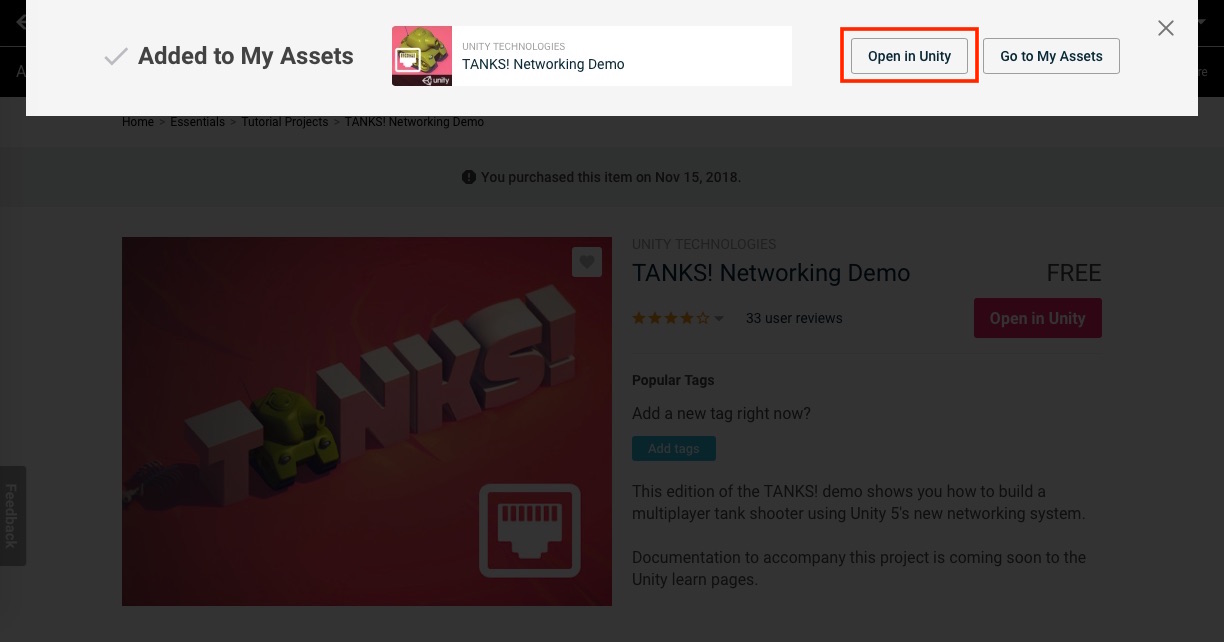 Added to My Assets
UNITY TECHNOLOGIES
TANKS! Networking Demo
unity
Open in Unity
Go to My Assets
A
re
Home > Essentials > Tutorial Projects > TANKS! Networking Demo
You purchased this item on Nov 15, 2018.
TANKS!
UNITY TECHNOLOGIES
TANKS! Networking Demo
FREE
33 user reviews
Open in Unity
Popular Tags
Add a new tag right now?
Add tags
This edition of the TANKS! demo shows you how to build a
multiplayer tank shooter using Unity 5's new networking system.
Documentation to accompany this project is coming soon to the
Unity learn pages.
Feedback